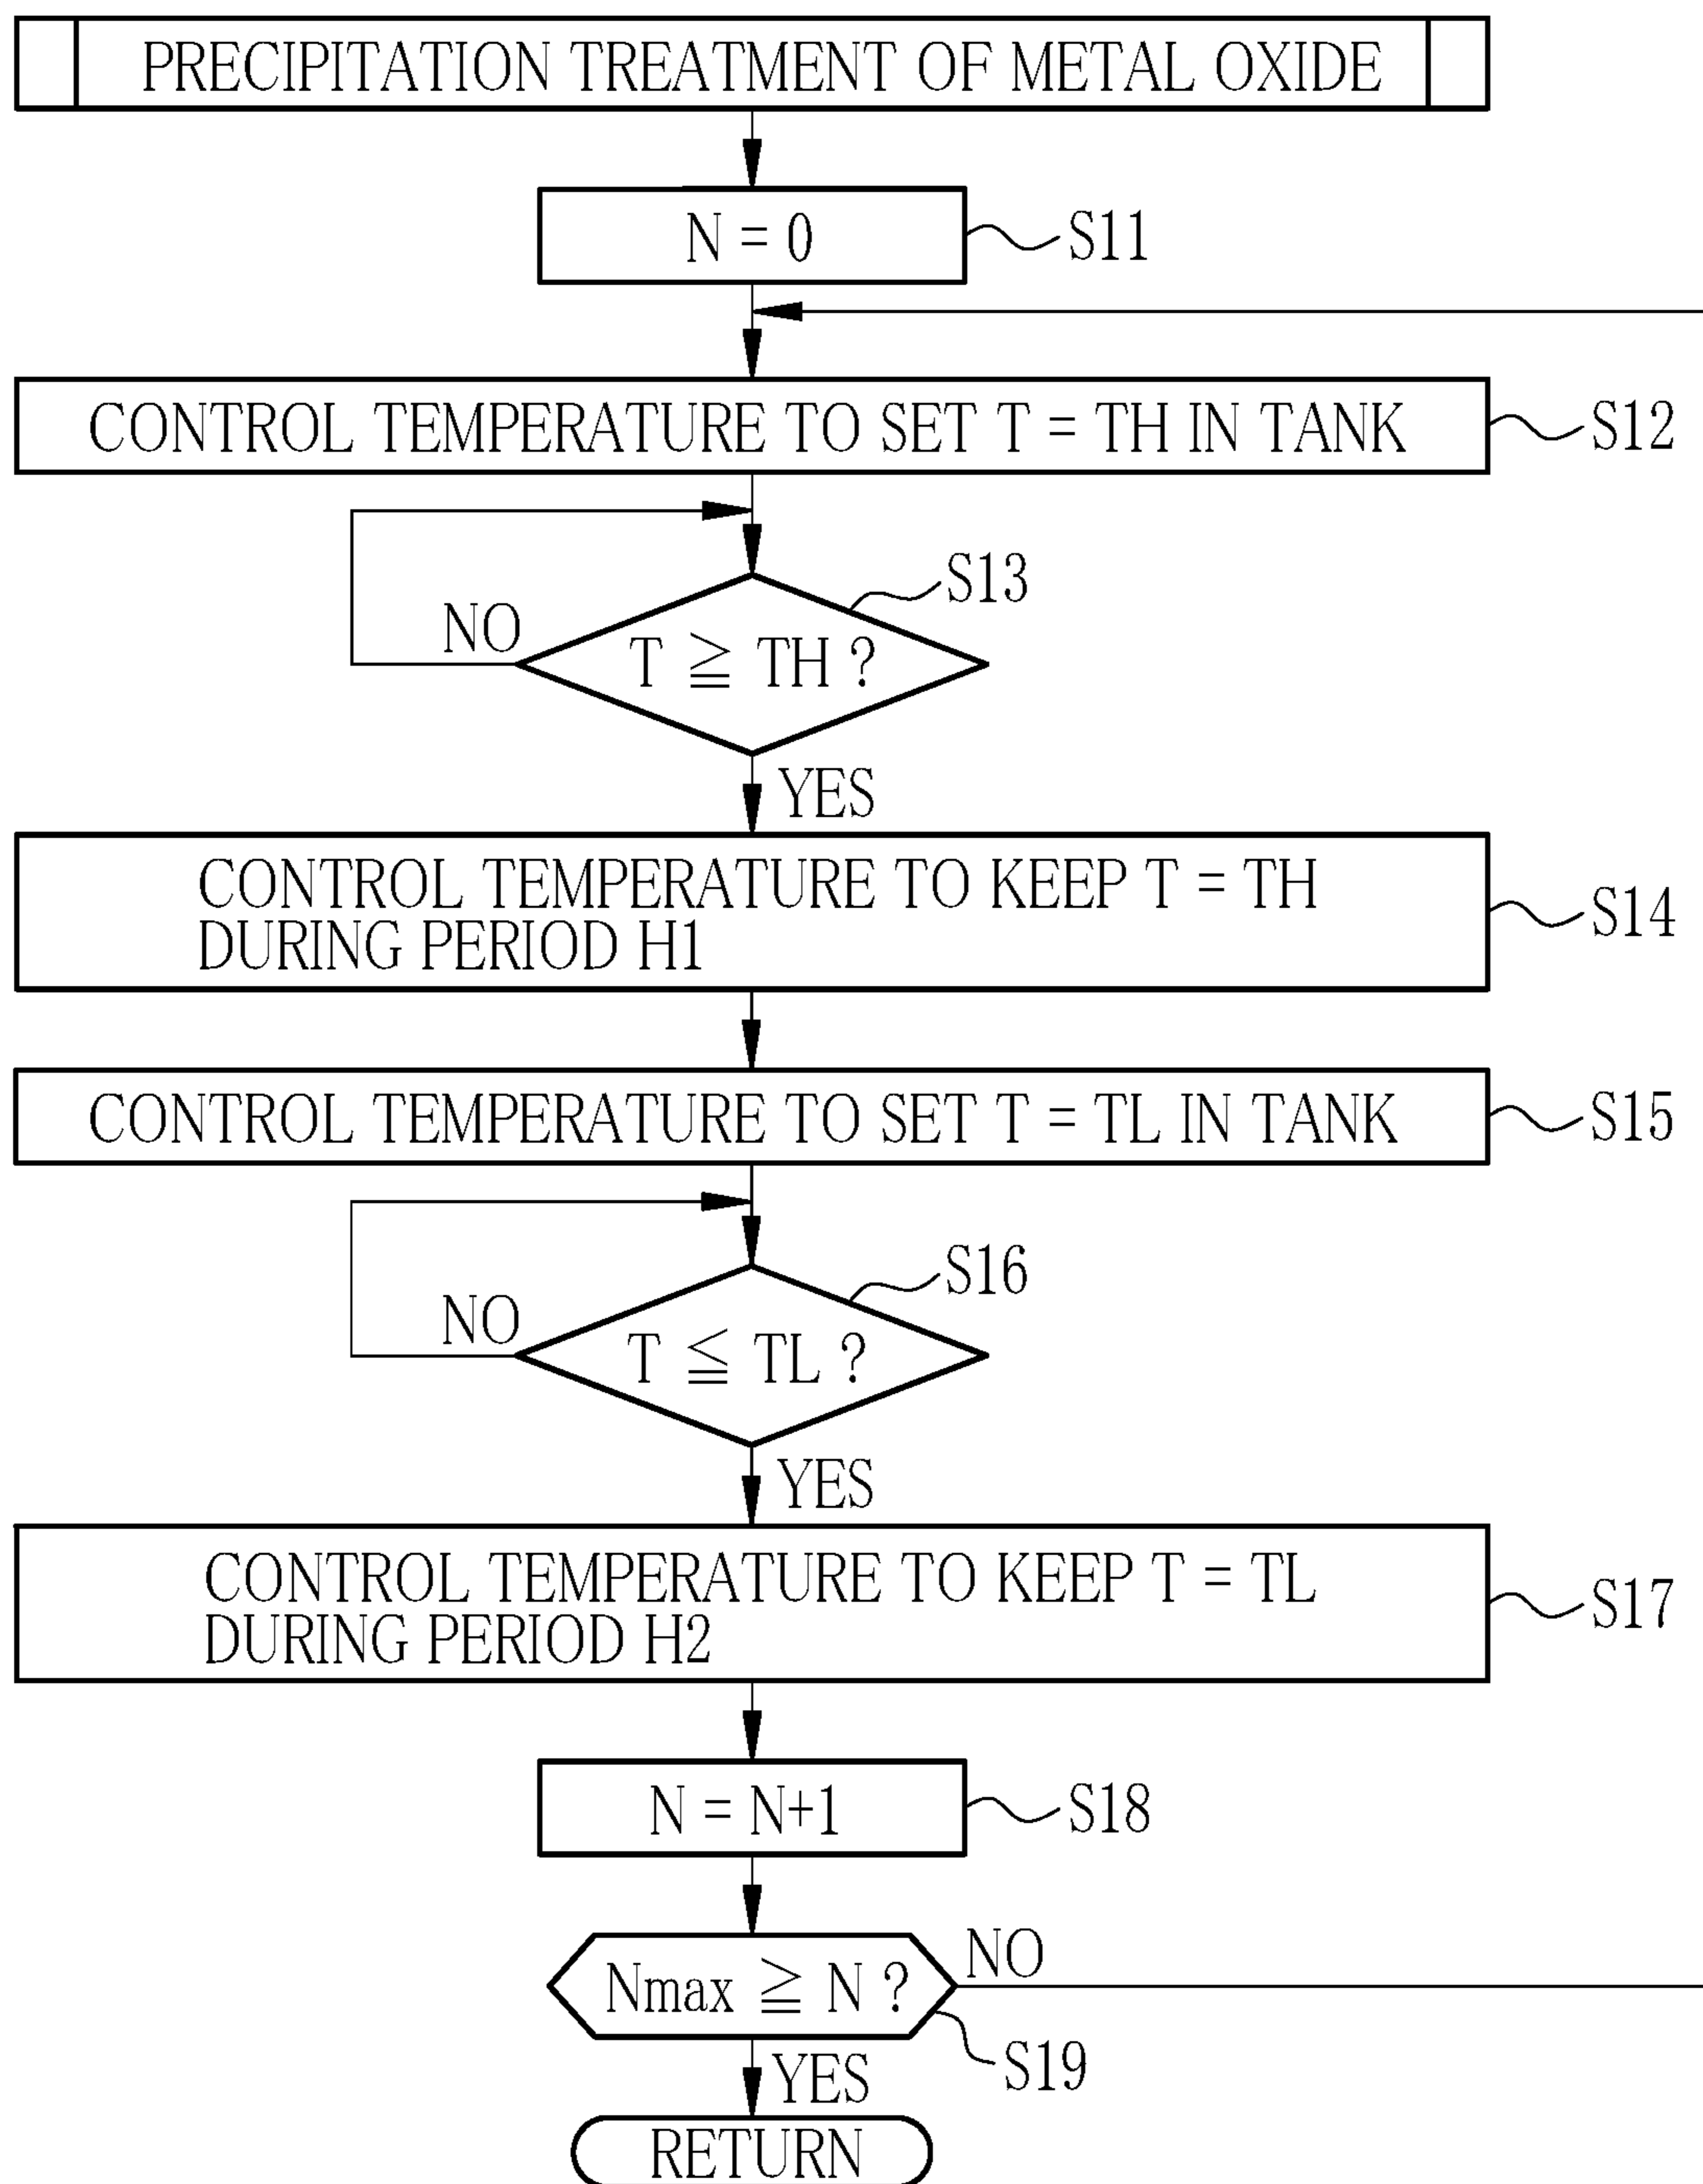 PRECIPITATION TREATMENT OF METAL OXIDE
N = 0
S11
CONTROL TEMPERATURE TO SET T = TH IN TANK
S12
S13
NO
T ≧ TH ?
YES
CONTROL TEMPERATURE TO KEEP T = TH
DURING PERIOD H1
S14
CONTROL TEMPERATURE TO SET T = TL IN TANK
S15
S16
NO
T ≦ TL ?
YES
CONTROL TEMPERATURE TO KEEP T = TL
DURING PERIOD H2
S17
N = N+1
S18
NO
Nmax ≧ N ?
S19
YES
RETURN